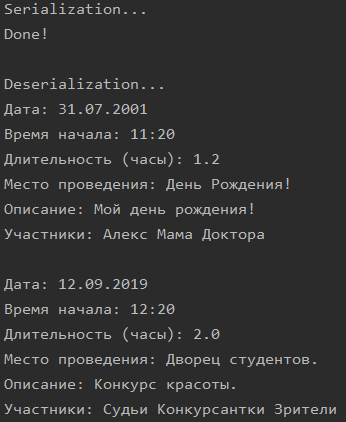 Serialization...
Done!
Deserialization...
Дата: 31.07.2001
Время начала: 11:20
Длительность (часы): 1.2
Место проведения: День Рождения!
Описание: Мой день рождения!
Участники: Алекс Мама Доктора
Дата: 12.09.2019
Время начала: 12:20
Длительность (часы): 2.0
Место проведения: Дворец студентов.
Описание: Конкурс красоты.
Участники: Судьи Конкурсантки Зрители